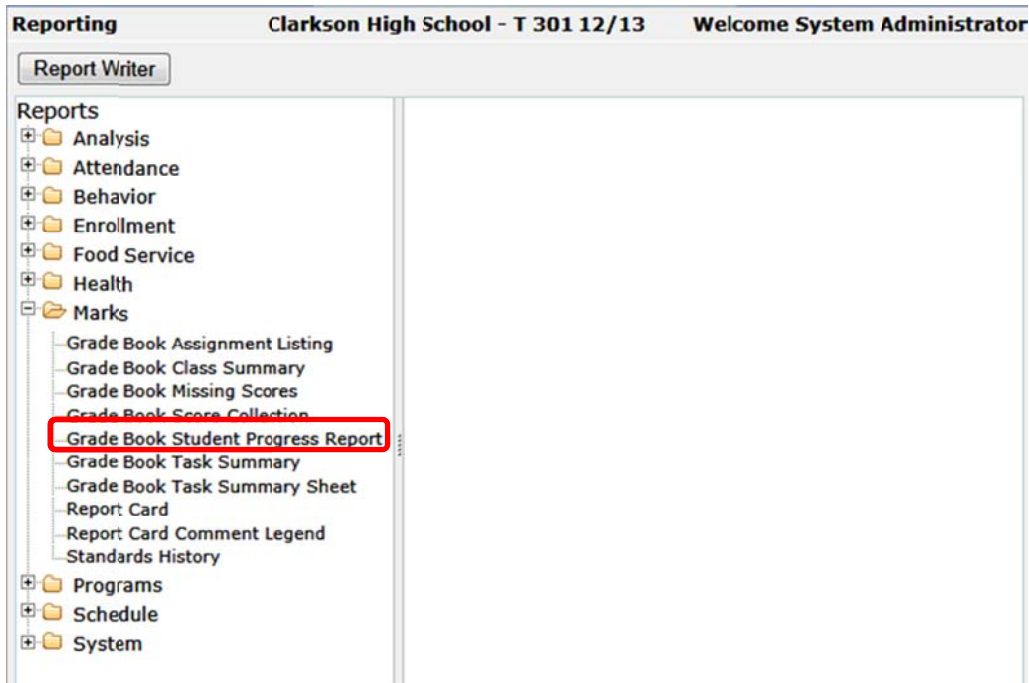 Reporting Clarkson High School - T 301 12/13 Welcome System Administrator
Report Writer
Reports
Analysis
Attendance
Behavior
Enrollment
Food Service
Health
Marks
Grade Book Assignment Listing
Grade Book Class Summary
Grade Book Missing Scores
Grade Book Score Collection
Grade Book Student Progress Report
Grade Book Task Summary
Grade Book Task Summary Sheet
Report Card
Report Card Comment Legend
Standards History
Programs
Schedule
System